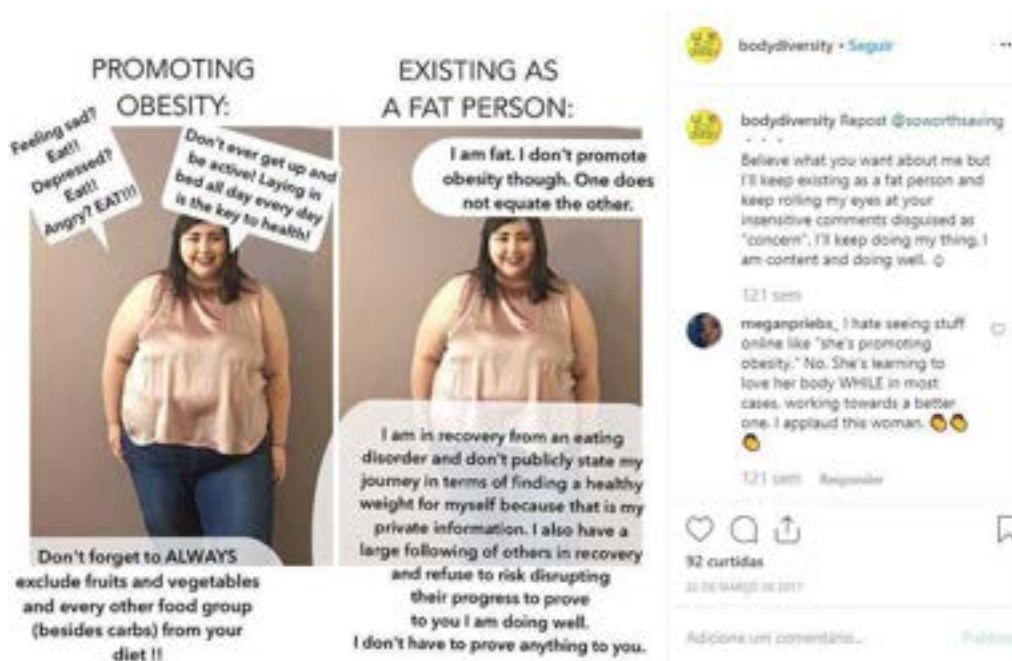 PROMOTING
OBESITY:
Feeling sad?
Eat!!
Depressed?
Eat!!
Angry? EAT!!!
Don't ever get up and
be active! Laying in
bed all day every day
is the key to health!
Don't forget to ALWAYS
exclude fruits and vegetables
and every other food group
(besides carbs) from your
diet !!
EXISTING AS
A FAT PERSON:
I am fat. I don't promote
obesity though. One does
not equate the other.
I am in recovery from an eating
disorder and don't publicly state my
journey in terms of finding a healthy
weight for myself because that is my
private information. I also have a
large following of others in recovery
and refuse to risk disrupting
their progress to prove
to you I am doing well.
I don't have to prove anything to you.
bodydiversity • Seguir
bodydiversity Repost @soworthsaving
Believe what you want about me but
I'll keep existing as a fat person and
keep rolling my eyes at your
insensitive comments disguised as
"concern". I'll keep doing my thing. I
am content and doing well.
121 sem
meganpriebs_ I hate seeing stuff
online like "she's promoting
obesity." No. She's learning to
love her body WHILE in most
cases, working towards a better
one. I applaud this woman. 👏👏
👏
121 sem Responder
92 curtidas
22 DE MARÇO DE 2017
Adicione um comentário...
Publicar